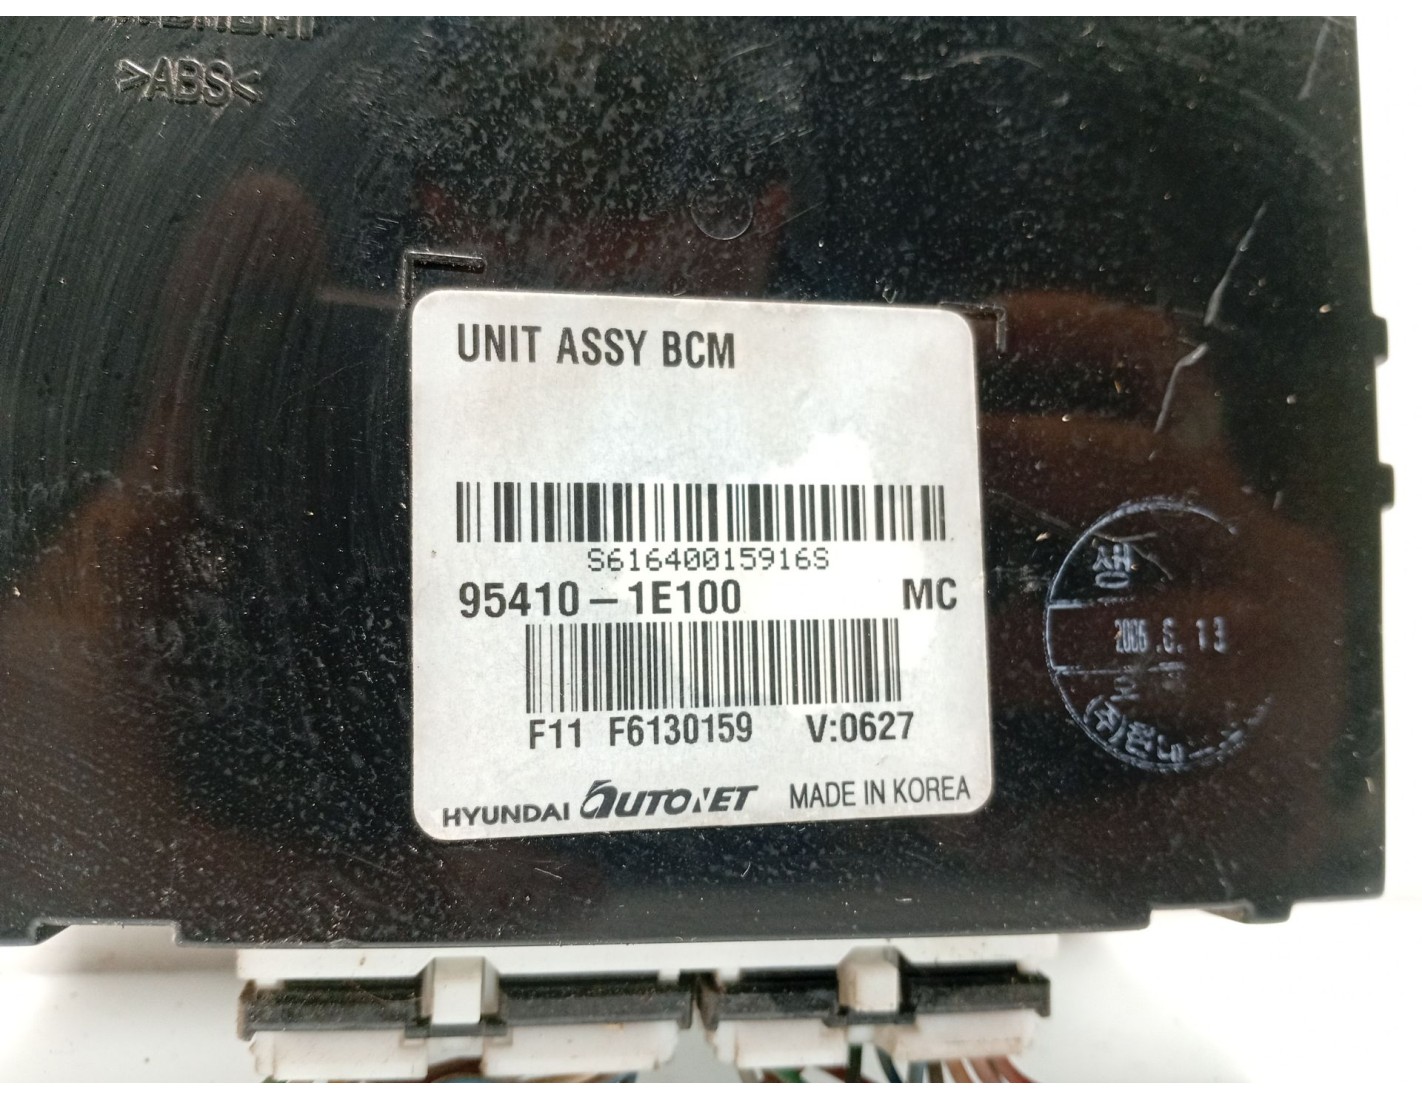 >ABS<
UNIT ASSY BCM
S61640015916S
95410-1E100 MC
F11 F6130159 V:0627
HYUNDAI AUTONET MADE IN KOREA
생
2006.6.13